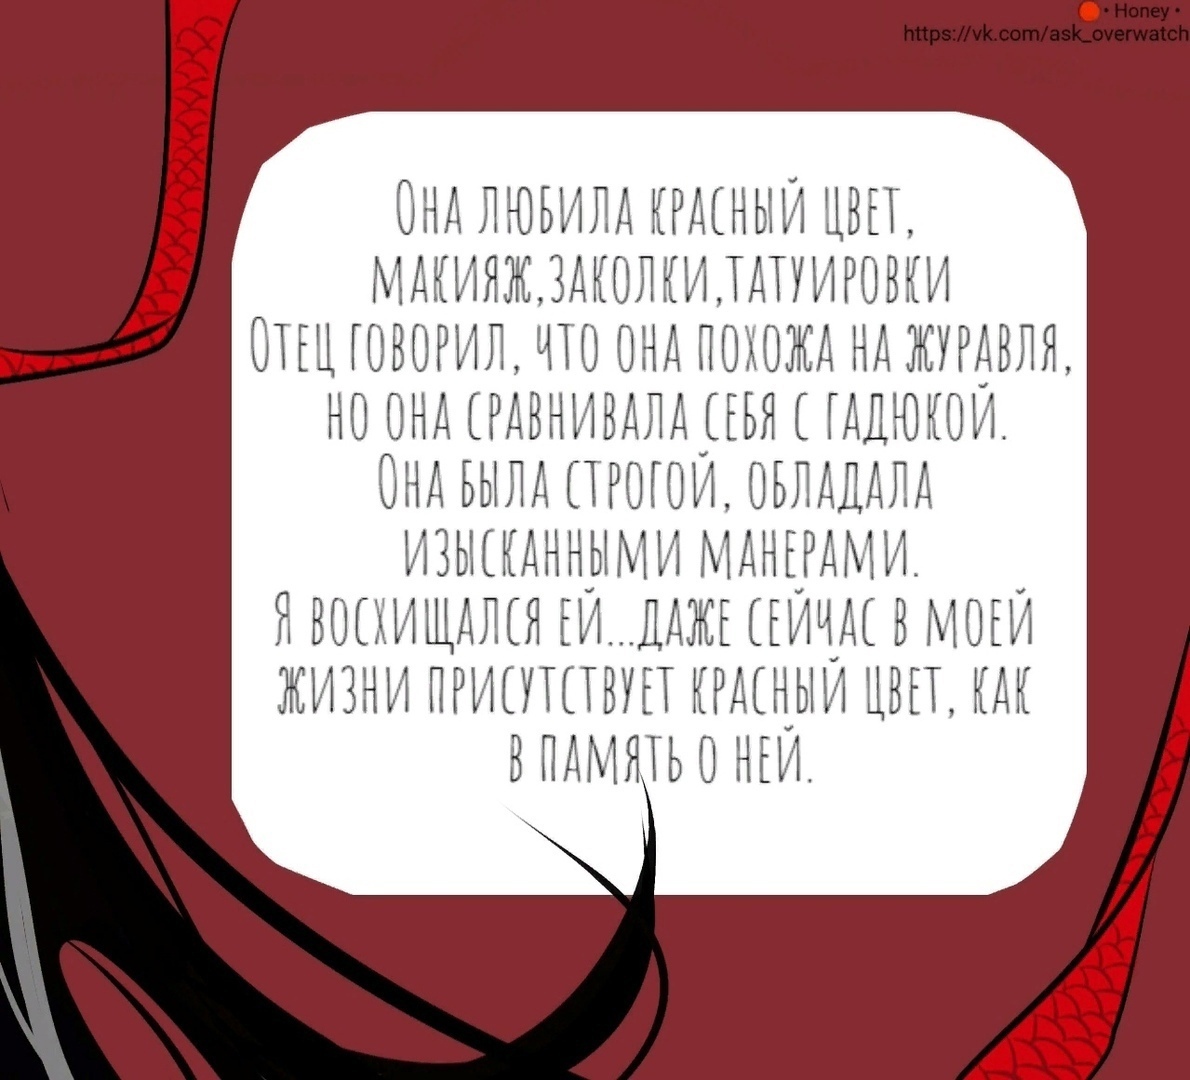 • Honey •
https://vk.com/ask_overwatch
Она любила красный цвет,
макияж,заколки,татуировки
Отец говорил, что она похожа на журавля,
но она сравнивала себя с гадюкой.
Она была строгой, обладала
изысканными манерами.
Я восхищался ей...даже сейчас в моей
жизни присутствует красный цвет, как
в память о ней.